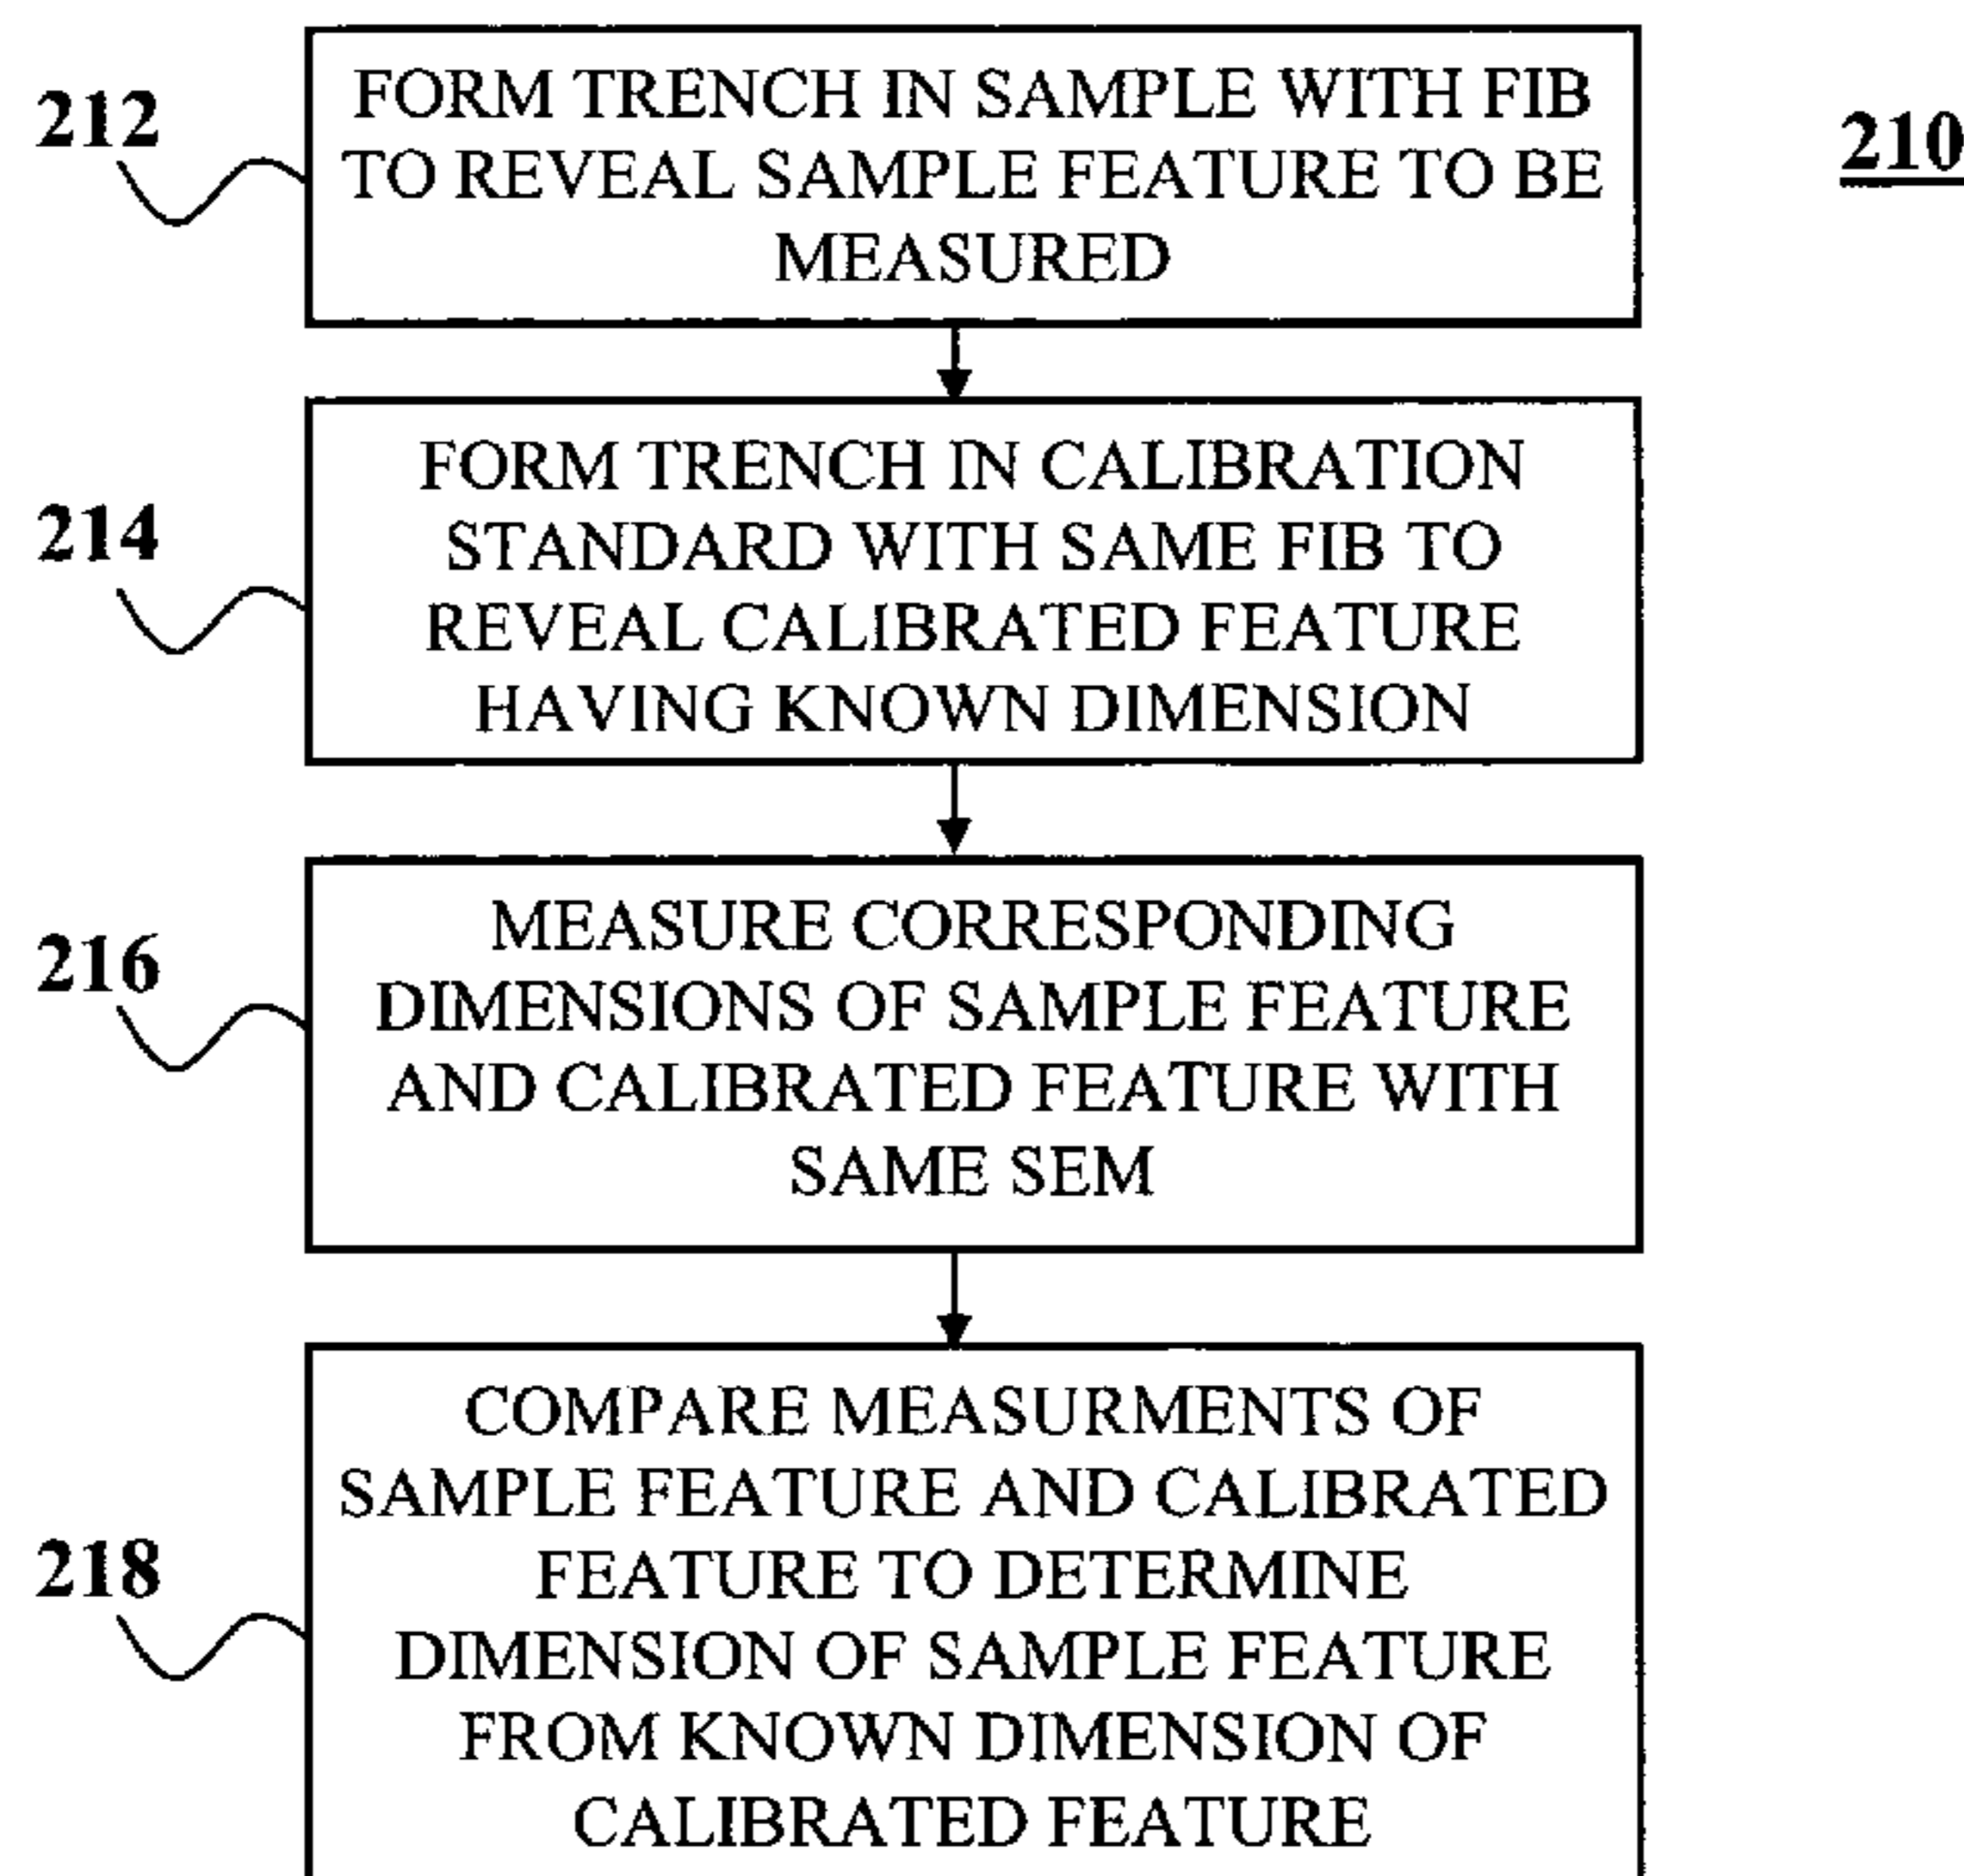 212
FORM TRENCH IN SAMPLE WITH FIB
TO REVEAL SAMPLE FEATURE TO BE
MEASURED
210
214
FORM TRENCH IN CALIBRATION
STANDARD WITH SAME FIB TO
REVEAL CALIBRATED FEATURE
HAVING KNOWN DIMENSION
216
MEASURE CORRESPONDING
DIMENSIONS OF SAMPLE FEATURE
AND CALIBRATED FEATURE WITH
SAME SEM
218
COMPARE MEASURMENTS OF
SAMPLE FEATURE AND CALIBRATED
FEATURE TO DETERMINE
DIMENSION OF SAMPLE FEATURE
FROM KNOWN DIMENSION OF
CALIBRATED FEATURE